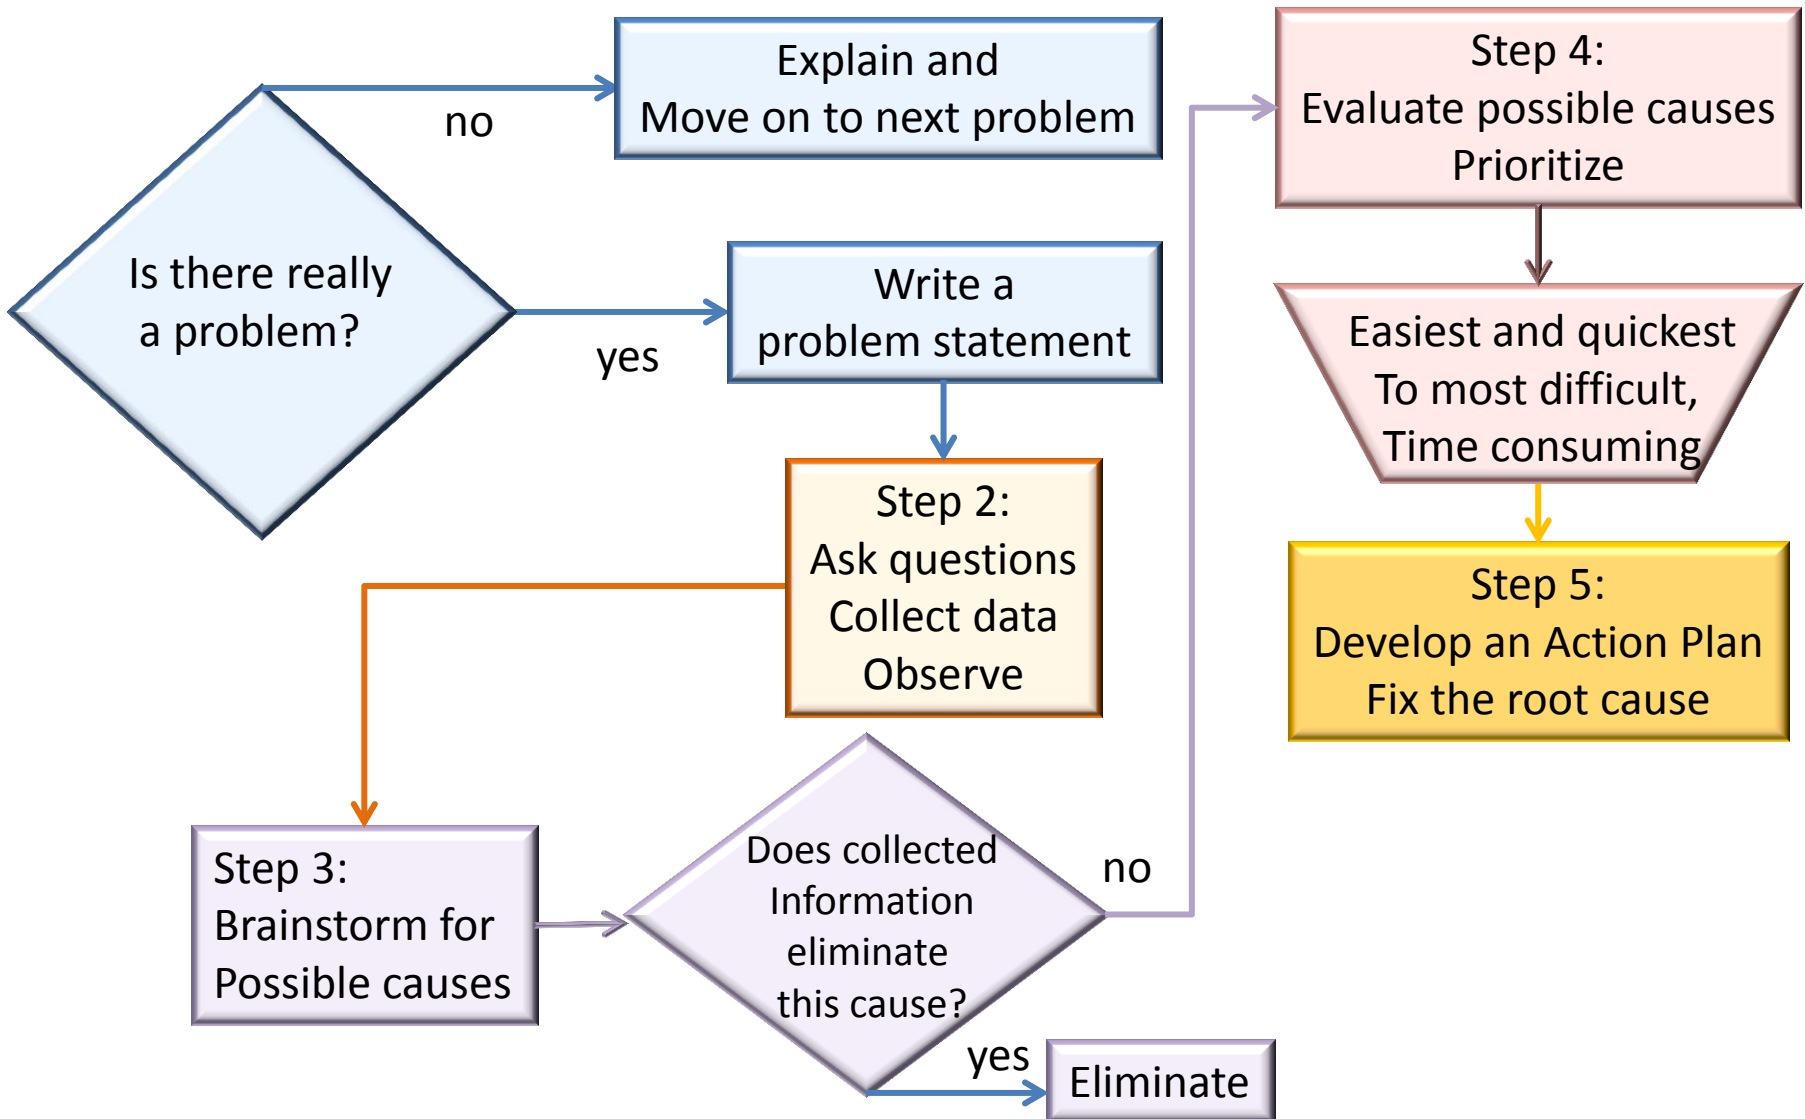 Is there really
a problem?
no
Explain and
Move on to next problem
yes
Write a
problem statement
Step 2:
Ask questions
Collect data
Observe
Step 3:
Brainstorm for
Possible causes
Does collected
Information
eliminate
this cause?
yes
Eliminate
no
Step 4:
Evaluate possible causes
Prioritize
Easiest and quickest
To most difficult,
Time consuming
Step 5:
Develop an Action Plan
Fix the root cause